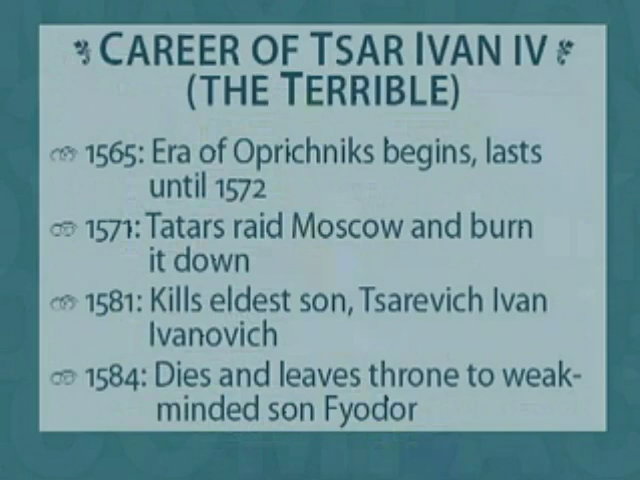 CAREER OF TSAR IVAN IV
(THE TERRIBLE)
1565: Era of Oprichniks begins, lasts
until 1572
1571: Tatars raid Moscow and burn
it down
1581: Kills eldest son, Tsarevich Ivan
Ivanovich
1584: Dies and leaves throne to weak-
minded son Fyodor